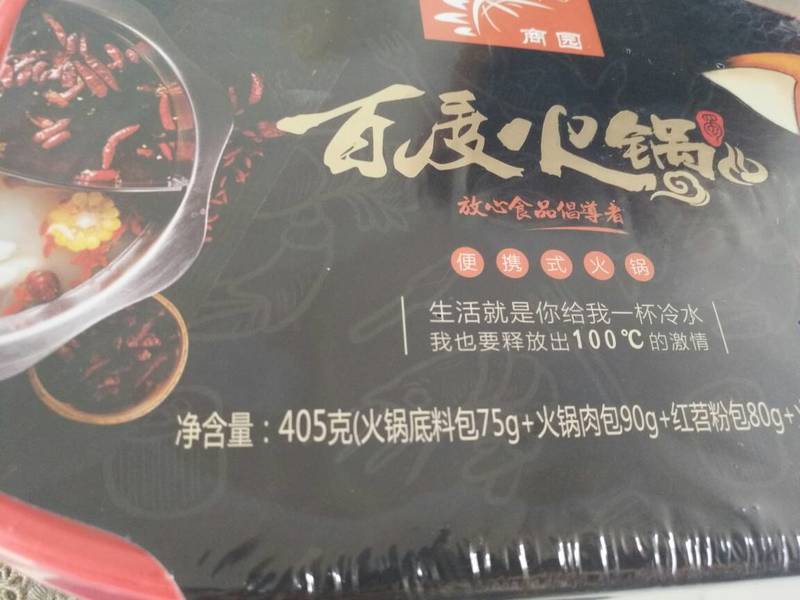 商园
百度火锅
放心食品倡导者
便携式火锅
生活就是你给我一杯冷水
我也要释放出100℃的激情
净含量：405克(火锅底料包75g+火锅肉包90g+红苕粉包80g+